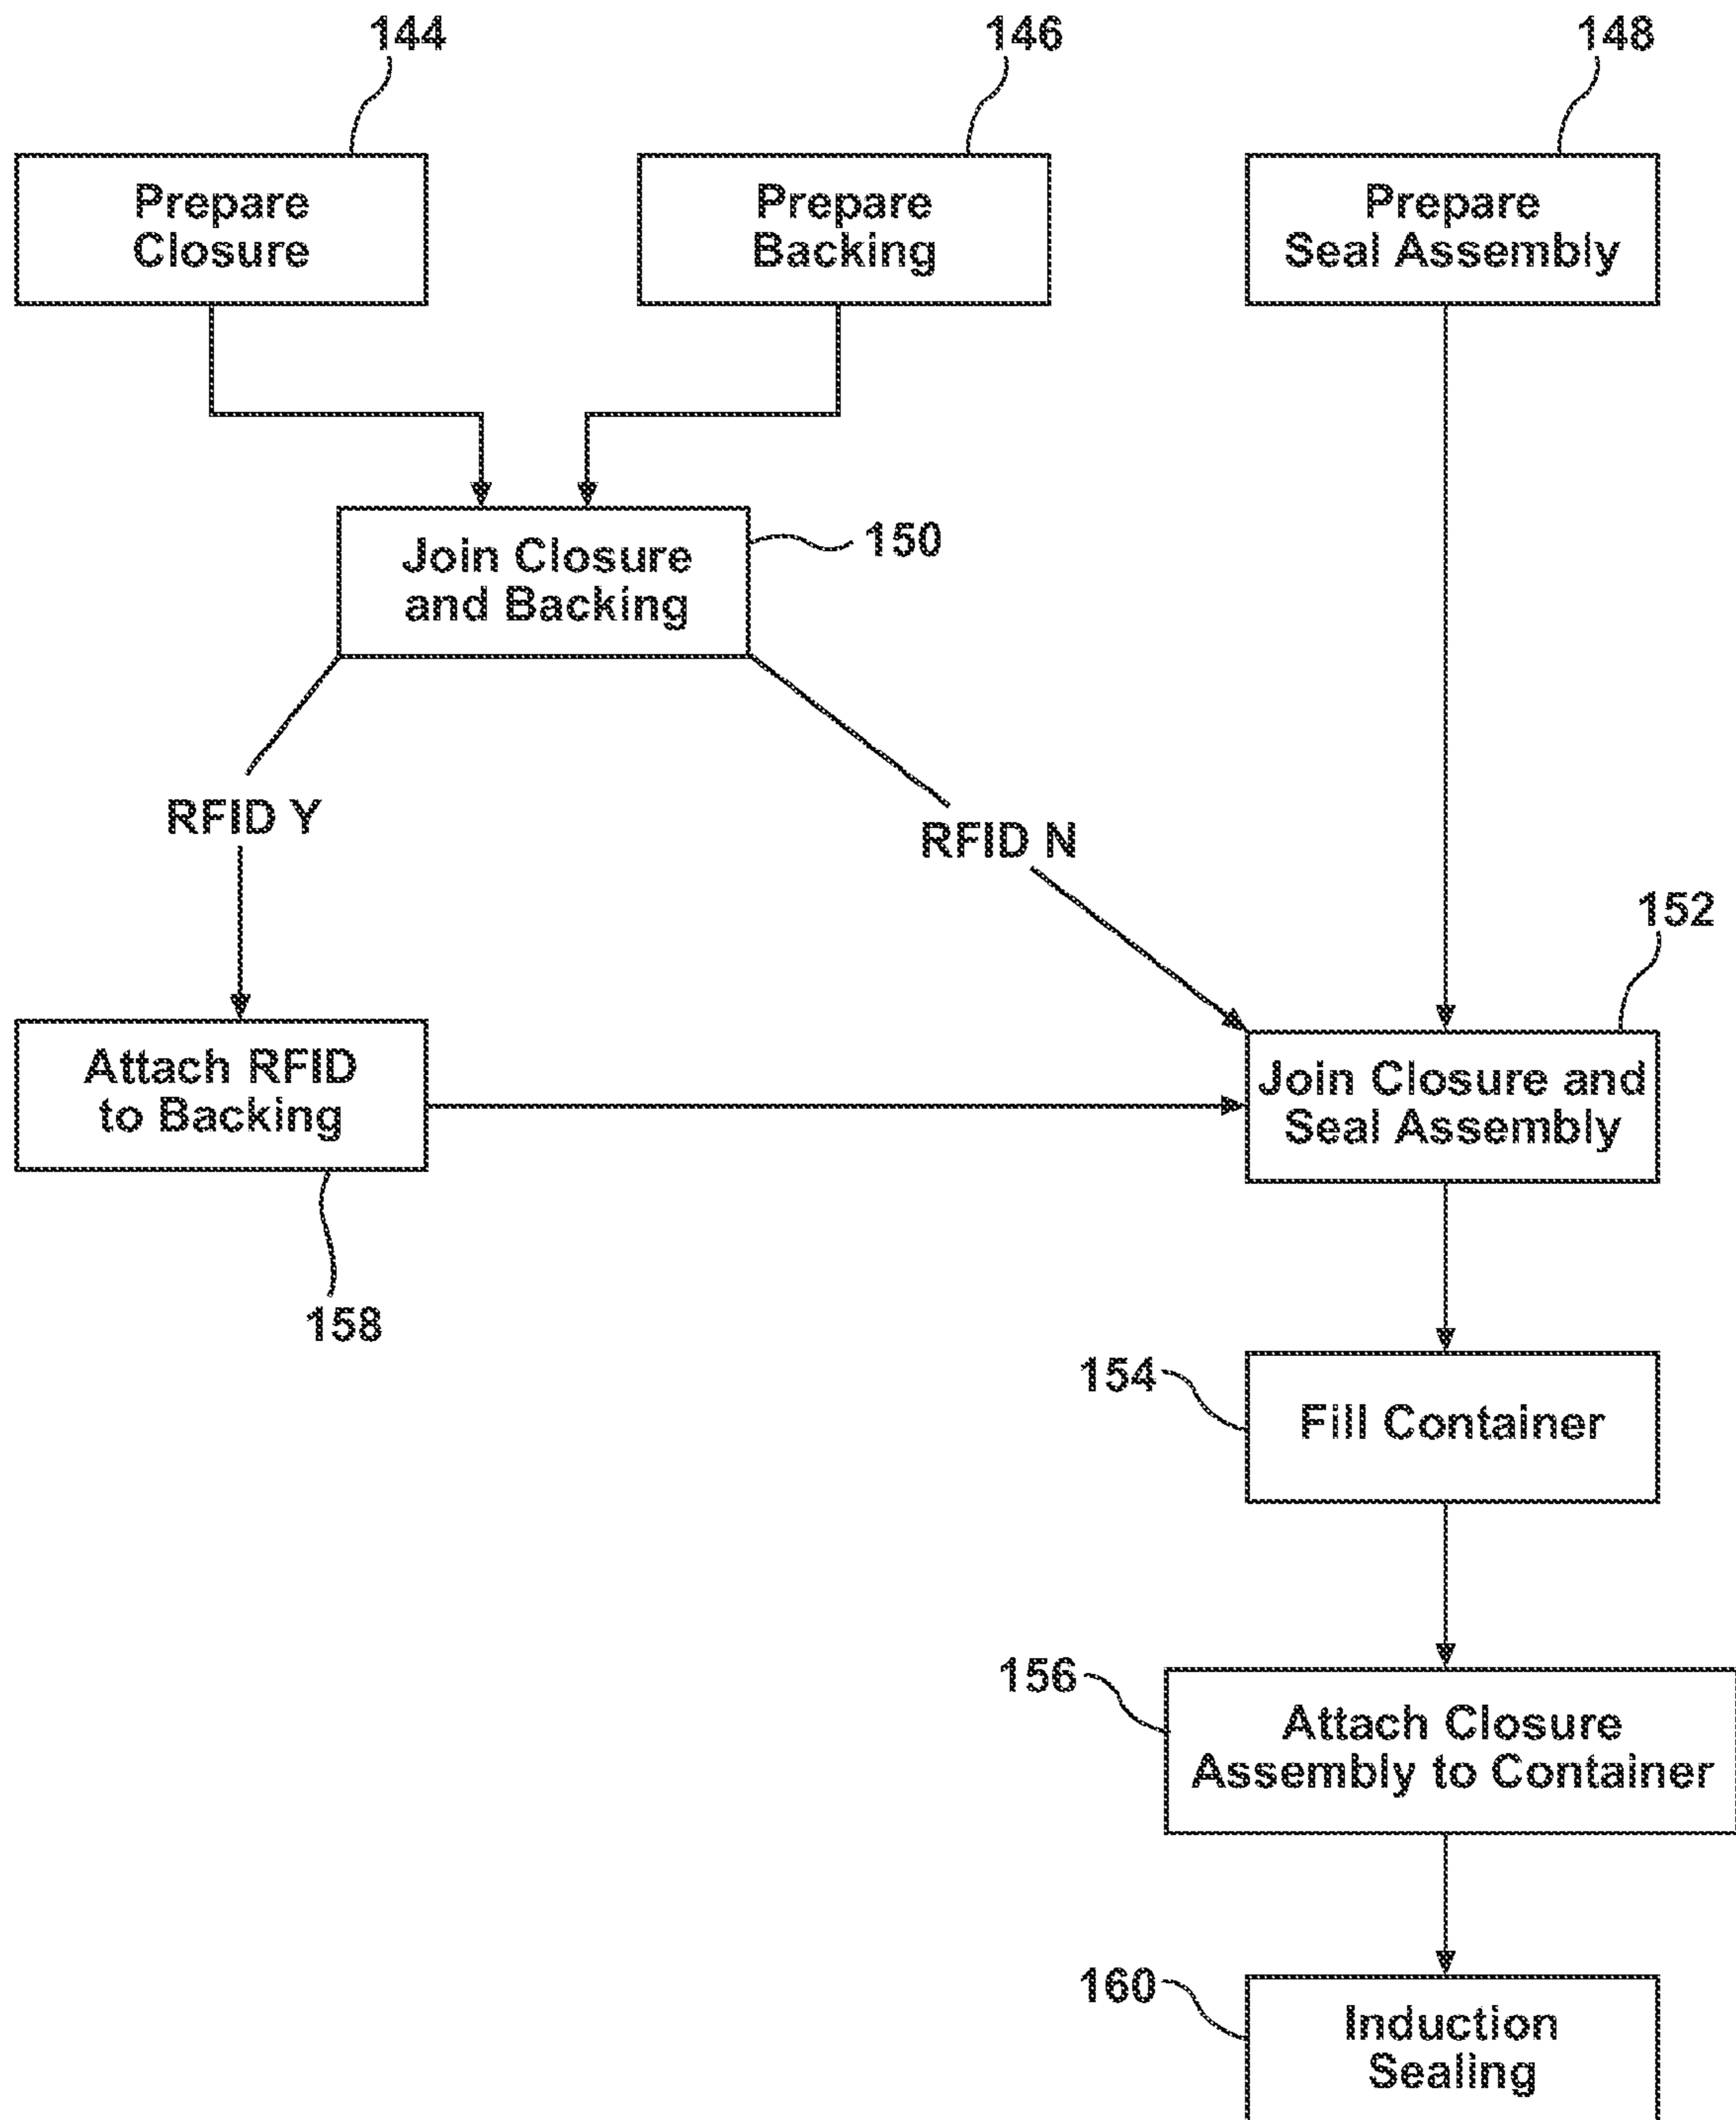 144
146
148
Prepare
Closure
Prepare
Backing
Prepare
Seal Assembly
Join Closure
and Backing
150
RFID Y
RFID N
152
Attach RFID
to Backing
Join Closure and
Seal Assembly
158
154
Fill Container
156
Attach Closure
Assembly to Container
160
Induction
Sealing